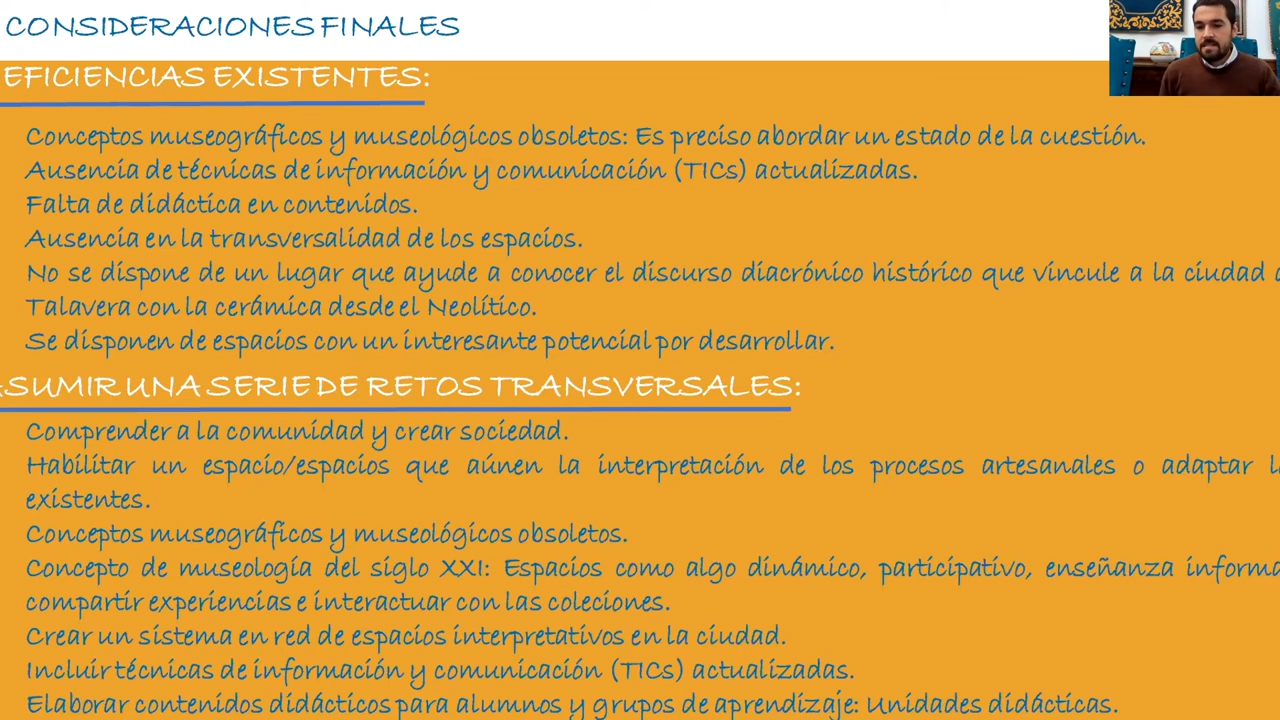 CONSIDERACIONES FINALES
EFICIENCIAS EXISTENTES:
Conceptos museográficos y museológicos obsoletos: Es preciso abordar un estado de la cuestión.
Ausencia de técnicas de información y comunicación (TICs) actualizadas.
Falta de didáctica en contenidos.
Ausencia en la transversalidad de los espacios.
No se dispone de un lugar que ayude a conocer el discurso diacrónico histórico que vincule a la ciudad
Talavera con la cerámica desde el Neolítico.
Se disponen de espacios con un interesante potencial por desarrollar.
ASUMIR UNA SERIE DE RETOS TRANSVERSALES:
Comprender a la comunidad y crear sociedad.
Habilitar un espacio/espacios que aúnen la interpretación de los procesos artesanales o adaptar
existentes.
Conceptos museográficos y museológicos obsoletos.
Concepto de museología del siglo XXI: Espacios como algo dinámico, participativo, enseñanza informa
compartir experiencias e interactuar con las coleciones.
Crear un sistema en red de espacios interpretativos en la ciudad.
Incluir técnicas de información y comunicación (TICs) actualizadas.
Elaborar contenidos didácticos para alumnos y grupos de aprendizaje: Unidades didácticas.